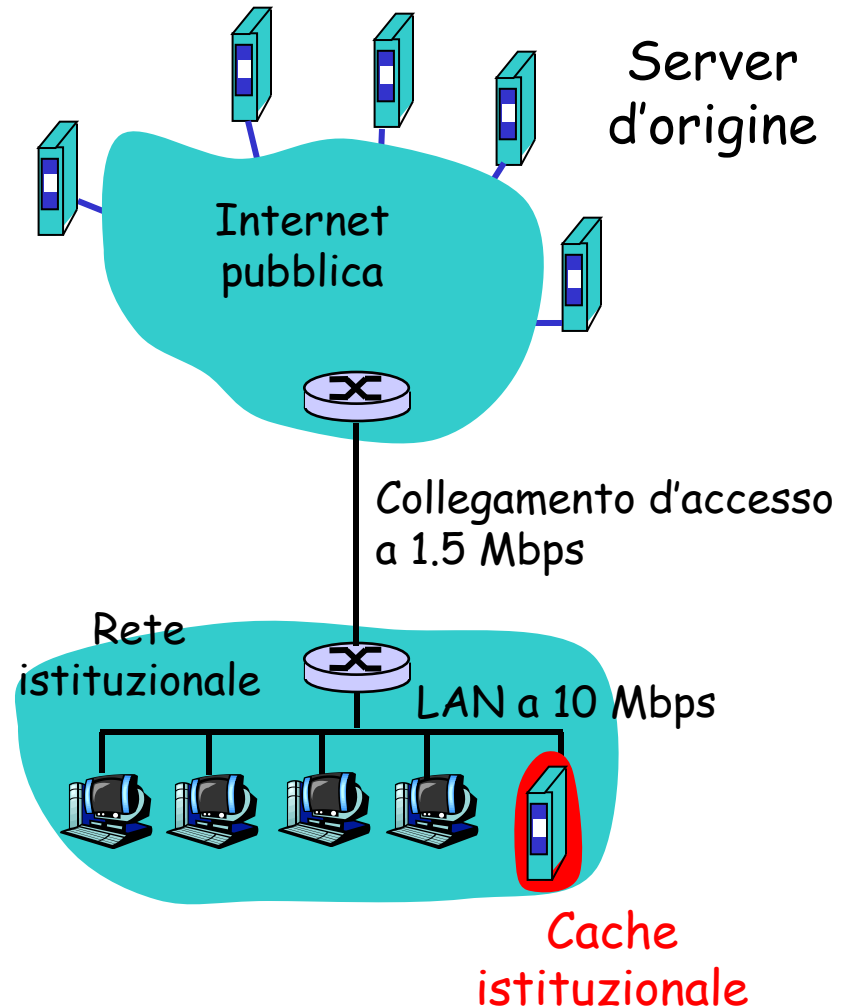 Server
d'origine
Internet
pubblica
Collegamento d'accesso
a 1.5 Mbps
Rete
istituzionale
LAN a 10 Mbps
Cache
istituzionale